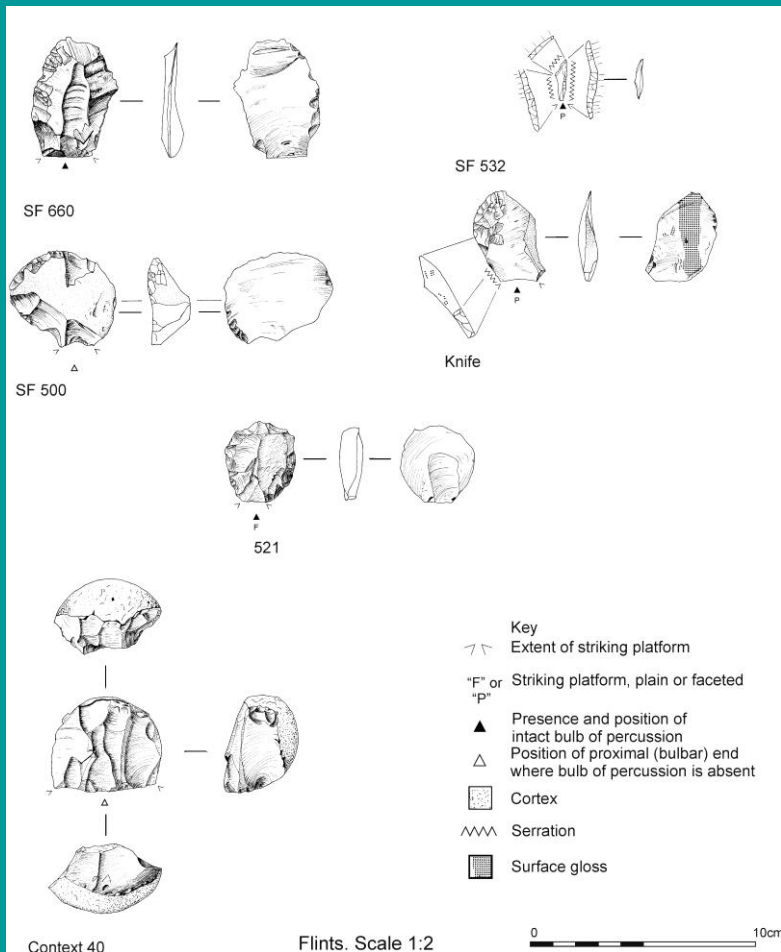 SF 660
P
SF 532
SF 500
P
Knife
F
521
Context 40
Key
Extent of striking platform
"F" or
"P"
Striking platform, plain or faceted
Presence and position of
intact bulb of percussion
Position of proximal (bulbar) end
where bulb of percussion is absent
Cortex
Serration
Surface gloss
Flints. Scale 1:2
0
10cm